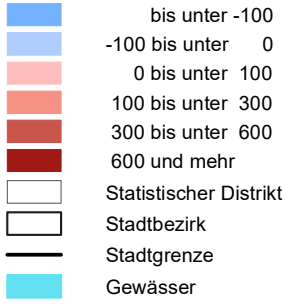 bis unter -100
-100 bis unter 0
0 bis unter 100
100 bis unter 300
300 bis unter 600
600 und mehr
Statistischer Distrikt
Stadtbezirk
Stadtgrenze
Gewässer